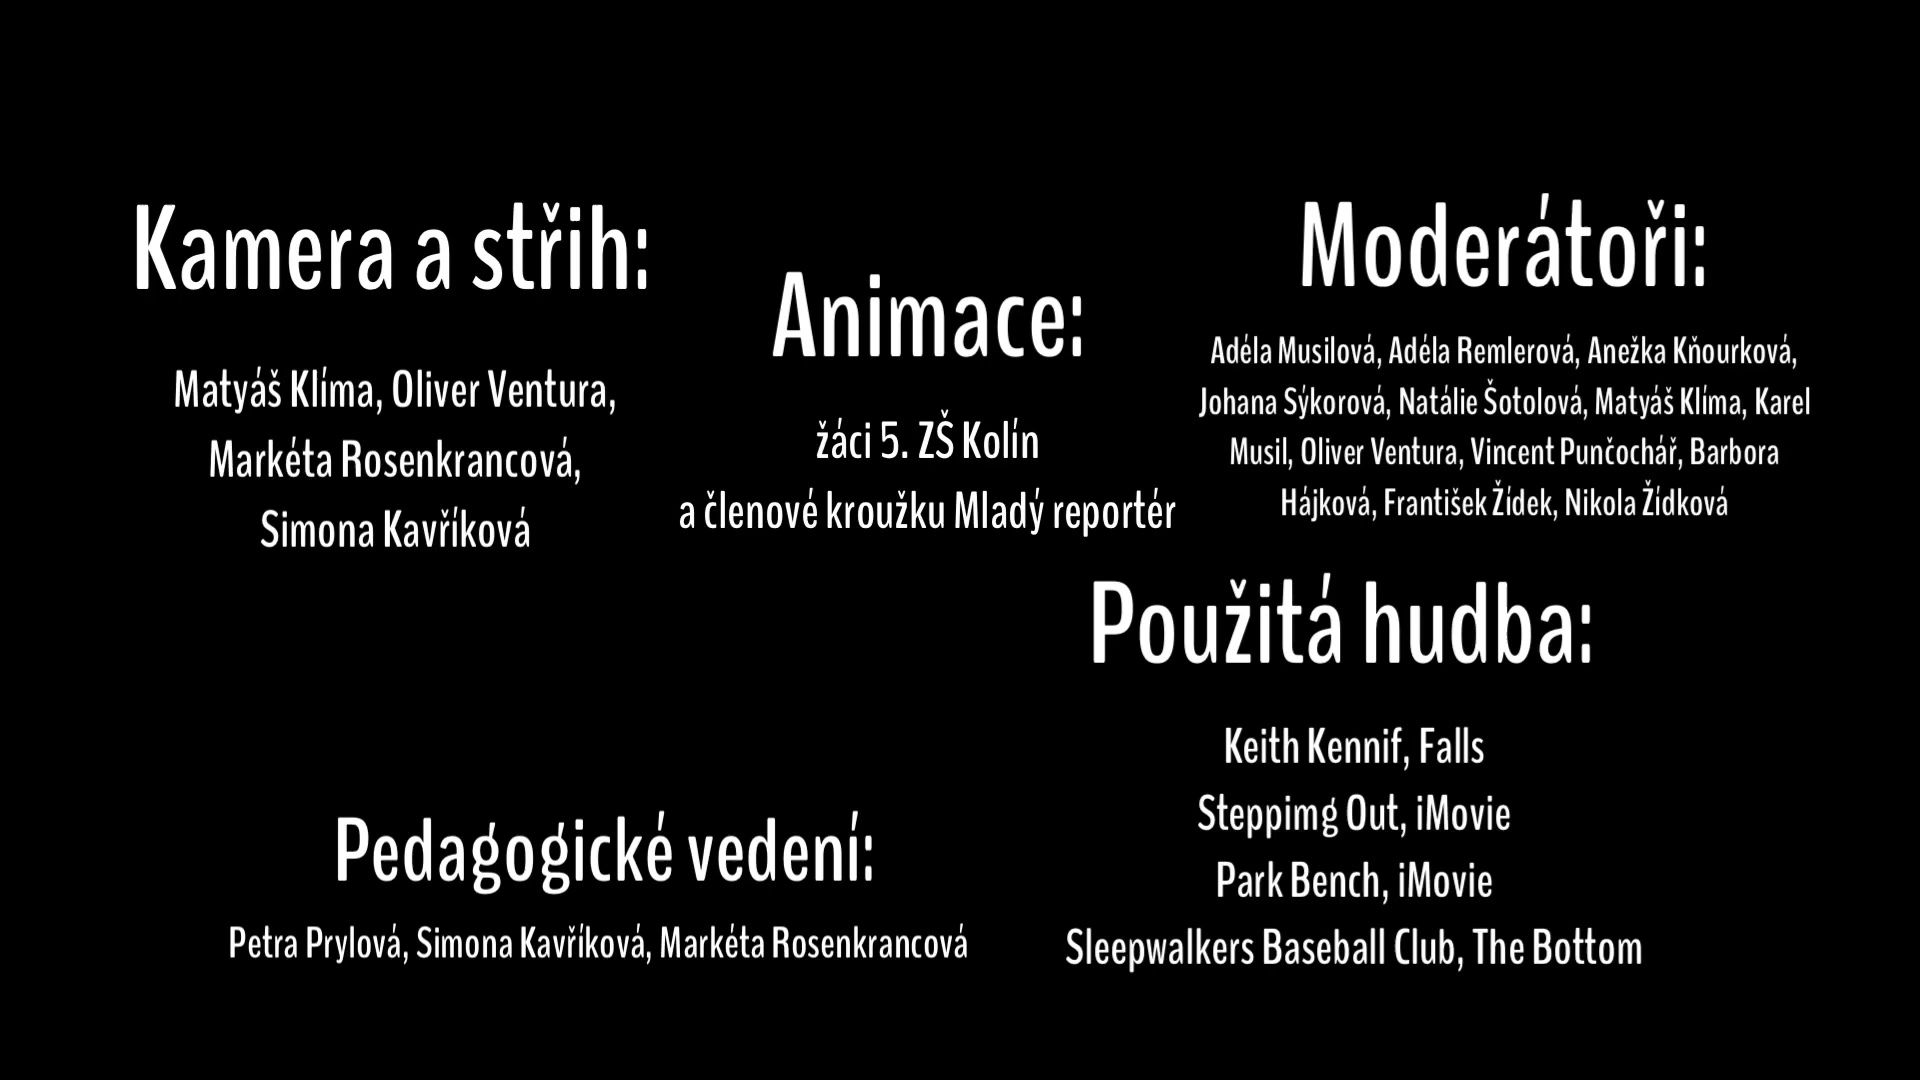 Kamera a střih:
Matyáš Klíma, Oliver Ventura,
Markéta Rosenkrancová,
Simona Kavříková
Animace:
žáci 5. ZŠ Kolín
a členové kroužku Mladý reportér
Moderátoři:
Adéla Musilová, Adéla Remlerová, Anežka Kňourková,
Johana Sýkorová, Natálie Šotolová, Matyáš Klíma, Karel
Musil, Oliver Ventura, Vincent Punčochář, Barbora
Hájková, František Žídek, Nikola Žídková
Pedagogické vedení:
Petra Prylová, Simona Kavříková, Markéta Rosenkrancová
Použitá hudba:
Keith Kennif, Falls
Steppimg Out, iMovie
Park Bench, iMovie
Sleepwalkers Baseball Club, The Bottom